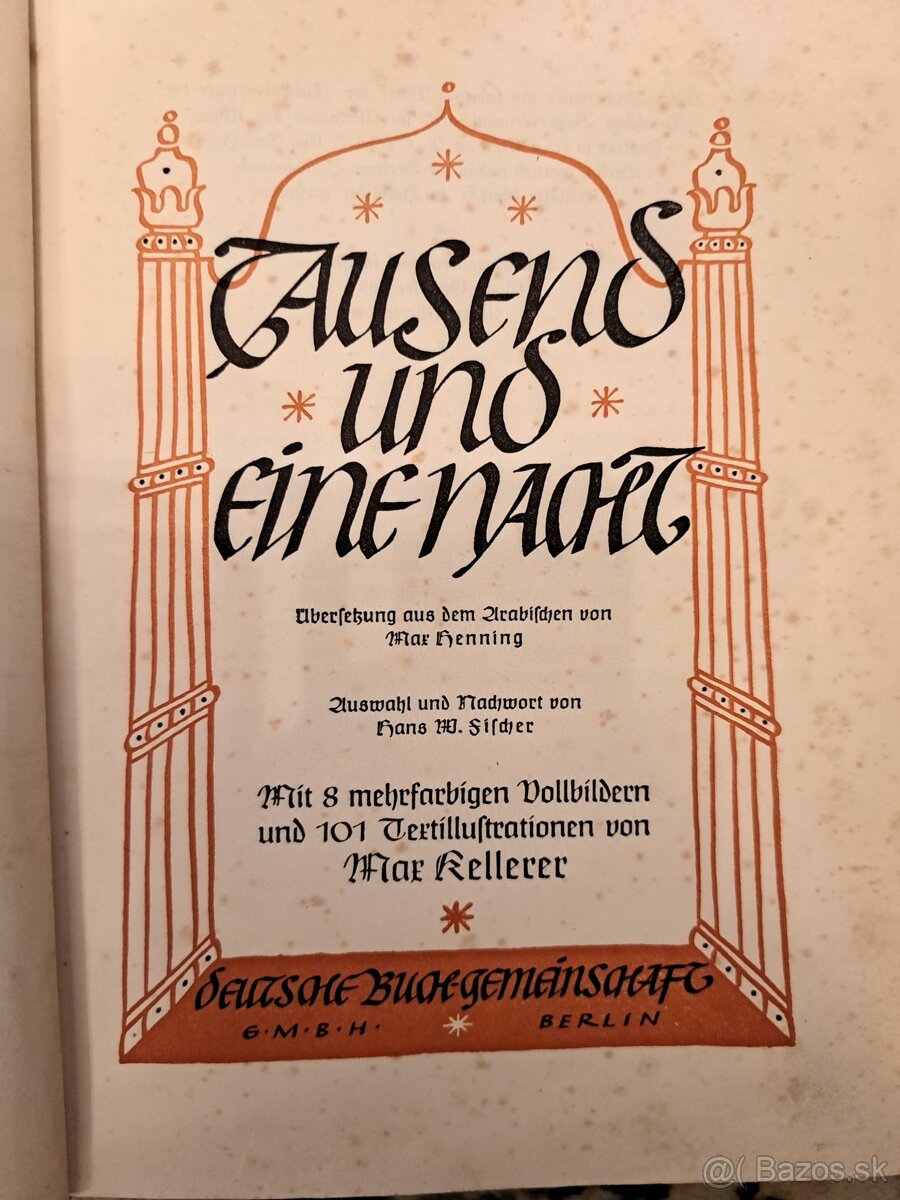 Tausend
und
eine Nacht
Übersetzung aus dem Arabischen von
Max Henning
Auswahl und Nachwort von
Hans W. Fischer
Mit 8 mehrfarbigen Vollbildern
und 101 Textillustrationen von
Max Kellerer
Deutsche Buch-Gemeinschaft
G·M·B·H· BERLIN
@( Bazos.sk